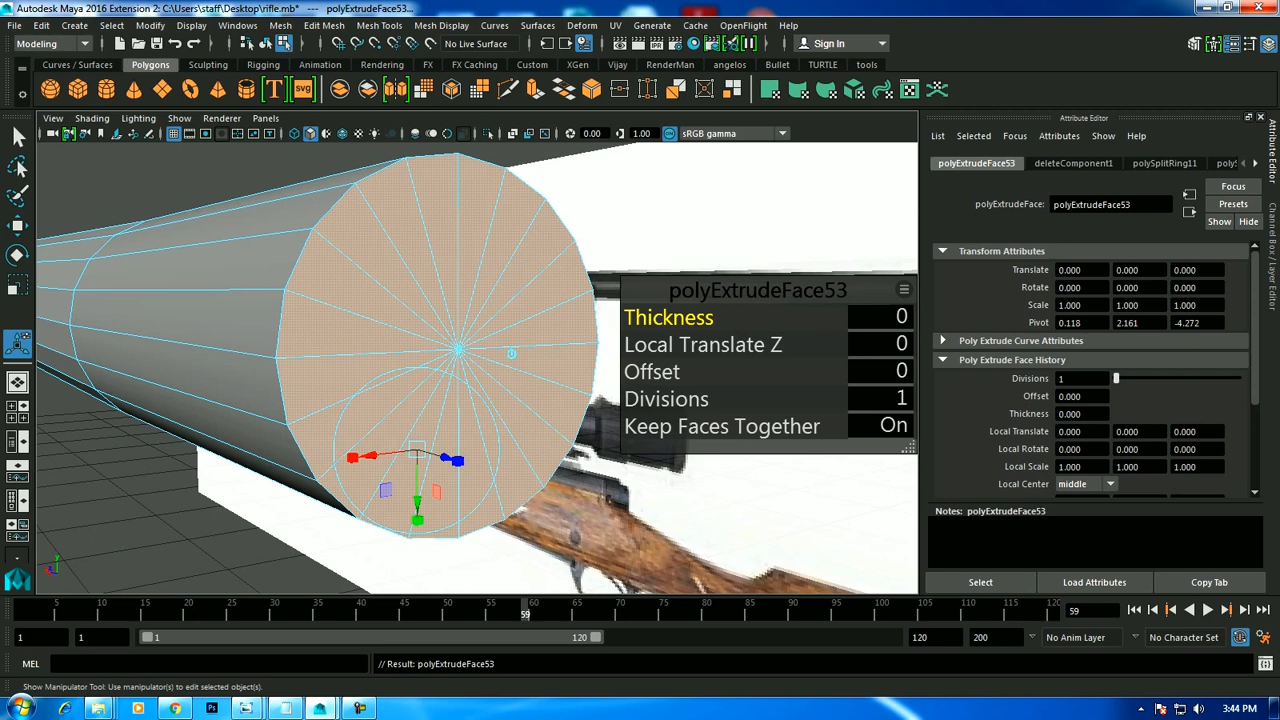 Autodesk Maya 2016 Extension 2: C:\Users\staff\Desktop\rifle.mb* --- polyExtrudeFace53...
File Edit Create Select Modify Display Windows Mesh Edit Mesh Mesh Tools Mesh Display Curves Surfaces Deform UV Generate Cache OpenFlight Help
Modeling No Live Surface Sign In
Curves / Surfaces Polygons Sculpting Rigging Animation Rendering FX FX Caching Custom XGen Vijay RenderMan angelos Bullet TURTLE tools
T SVG
View Shading Lighting Show Renderer Panels
0.00 1.00 sRGB gamma
Attribute Editor
List Selected Focus Attributes Show Help
polyExtrudeFace53 deleteComponent1 polySplitRing11 poly
Focus
polyExtrudeFace: polyExtrudeFace53 Presets
Show Hide
Transform Attributes
Translate 0.000 0.000 0.000
Rotate 0.000 0.000 0.000
Scale 1.000 1.000 1.000
Pivot 0.118 2.161 -4.272
Poly Extrude Curve Attributes
Poly Extrude Face History
Divisions 1
Offset 0.000
Thickness 0.000
Local Translate 0.000 0.000 0.000
Local Rotate 0.000 0.000 0.000
Local Scale 1.000 1.000 1.000
Local Center middle
Notes: polyExtrudeFace53
Select Load Attributes Copy Tab
Attribute Editor
Channel Box / Layer Editor
polyExtrudeFace53
Thickness 0
Local Translate Z 0
Offset 0
Divisions 1
Keep Faces Together On
y
5 10 15 20 25 30 35 40 45 50 55 59 60 65 70 75 80 85 90 95 100 105 110 115 120 59
1 1 1 120 120 200 No Anim Layer No Character Set
MEL // Result: polyExtrudeFace53
Show Manipulator Tool: Use manipulator(s) to edit selected object(s).
3:44 PM